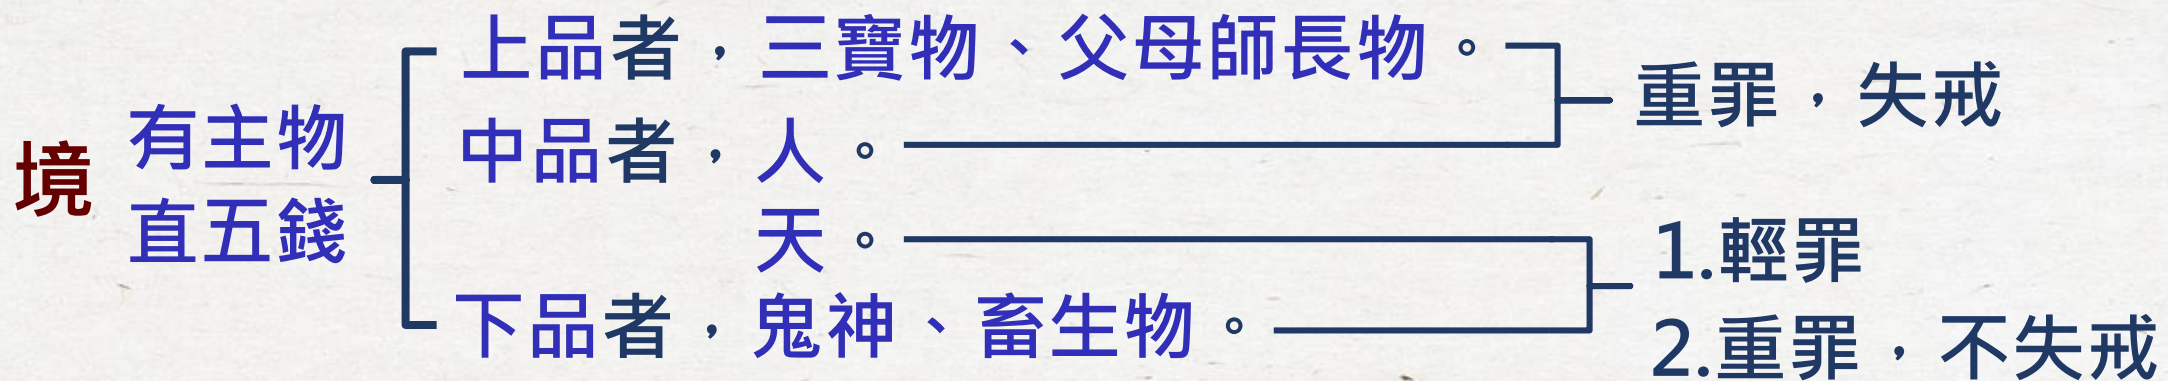 境
有主物
直五錢
上品者，三寶物、父母師長物。
中品者，人。
天。
下品者，鬼神、畜生物。
重罪，失戒
1.輕罪
2.重罪，不失戒